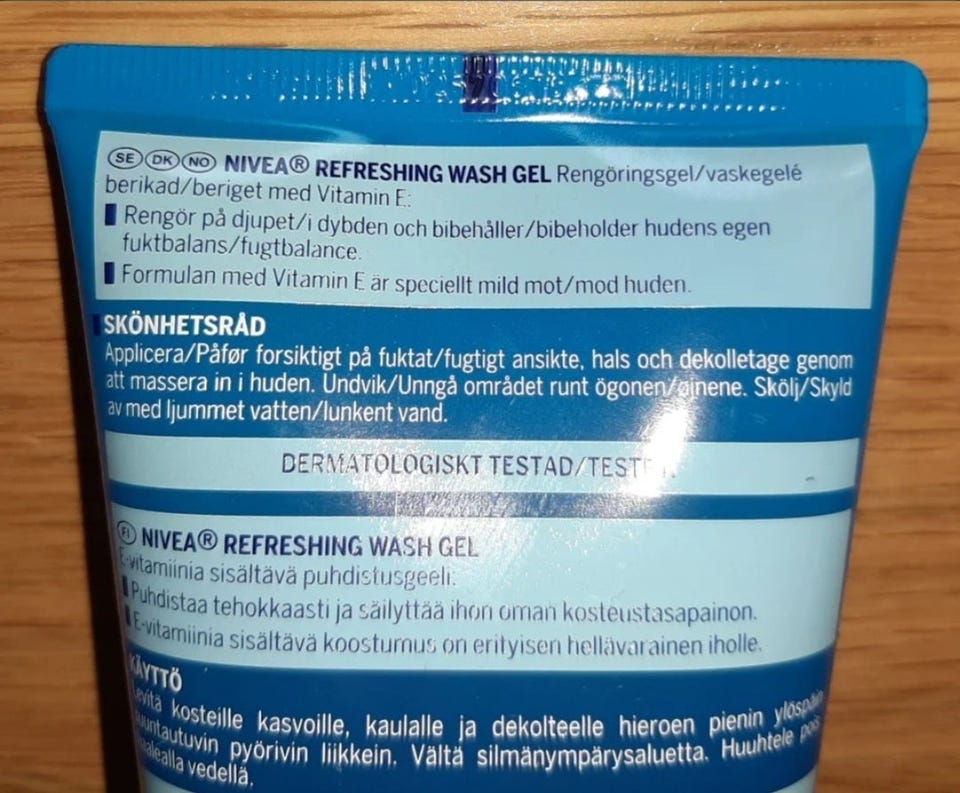 SE DK NO NIVEA® REFRESHING WASH GEL Rengöringsgel/vaskegelé
berikad/beriget med Vitamin E:
Rengör på djupet/i dybden och bibehåller/bibeholder hudens egen
fuktbalans/fugtbalance.
Formulan med Vitamin E är speciellt mild mot/mod huden.
SKÖNHETSRÅD
Applicera/Påfør forsiktigt på fuktat/fugtigt ansikte, hals och dekolletage genom
att massera in i huden. Undvik/Unngå området runt ögonen/øjnene. Skölj/Skyld
av med ljummet vatten/lunkent vand.
DERMATOLOGISKT TESTAD/
FI NIVEA® REFRESHING WASH GEL
E-vitamiinia sisältävä puhdistusgeeli:
Puhdistaa tehokkaasti ja säilyttää ihon oman kosteustasapainon.
E-vitamiinia sisältävä koostumus on erityisen hellävarainen iholle.
KÄYTTÖ
Levitä kosteille kasvoille, kaulalle ja dekolteelle hieroen pienin ylöspäin
suuntautuvin pyörivin liikkein. Vältä silmänympärysaluetta. Huuhtele pois
vedellä.